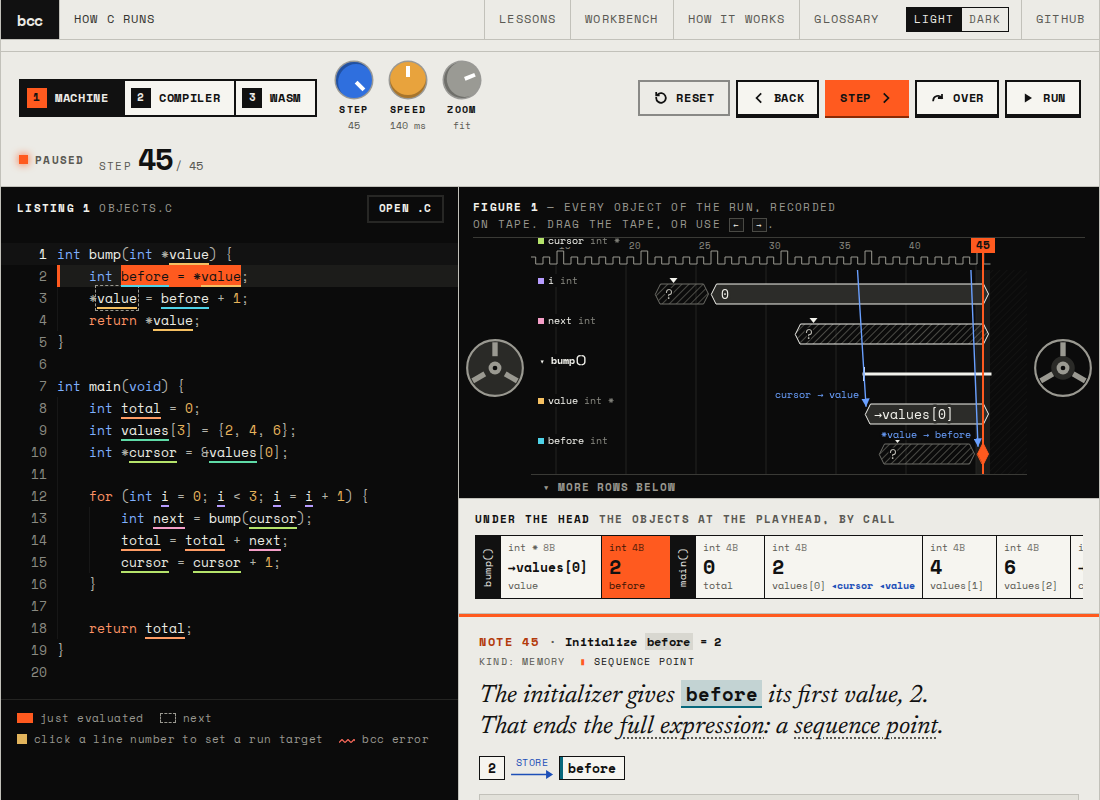 bcc HOW C RUNS LESSONS WORKBENCH HOW IT WORKS GLOSSARY LIGHT DARK GITHUB
1 MACHINE 2 COMPILER 3 WASM
STEP SPEED ZOOM
45 140 ms fit
RESET BACK STEP OVER RUN
PAUSED STEP 45 / 45
LISTING 1 OBJECTS.C OPEN .C
1 int bump(int *value) {
2 int before = *value;
3 *value = before + 1;
4 return *value;
5 }
6
7 int main(void) {
8 int total = 0;
9 int values[3] = {2, 4, 6};
10 int *cursor = &values[0];
11
12 for (int i = 0; i < 3; i = i + 1) {
13 int next = bump(cursor);
14 total = total + next;
15 cursor = cursor + 1;
16 }
17
18 return total;
19 }
20
just evaluated next
click a line number to set a run target bcc error
FIGURE 1 — EVERY OBJECT OF THE RUN, RECORDED
ON TAPE. DRAG THE TAPE, OR USE ← →.
cursor int *
20 25 30 35 40 45
i int ? 0
next int ?
▾ bump()
cursor → value
value int * →values[0]
*value → before
before int ?
▾ MORE ROWS BELOW
UNDER THE HEAD THE OBJECTS AT THE PLAYHEAD, BY CALL
bump()
int * 8B
→values[0]
value
int 4B
2
before
main()
int 4B
0
total
int 4B
2
values[0] ◂cursor ◂value
int 4B
4
values[1]
int 4B
6
values[2]
NOTE 45 · Initialize before = 2
KIND: MEMORY SEQUENCE POINT
The initializer gives before its first value, 2.
That ends the full expression: a sequence point.
2 STORE before